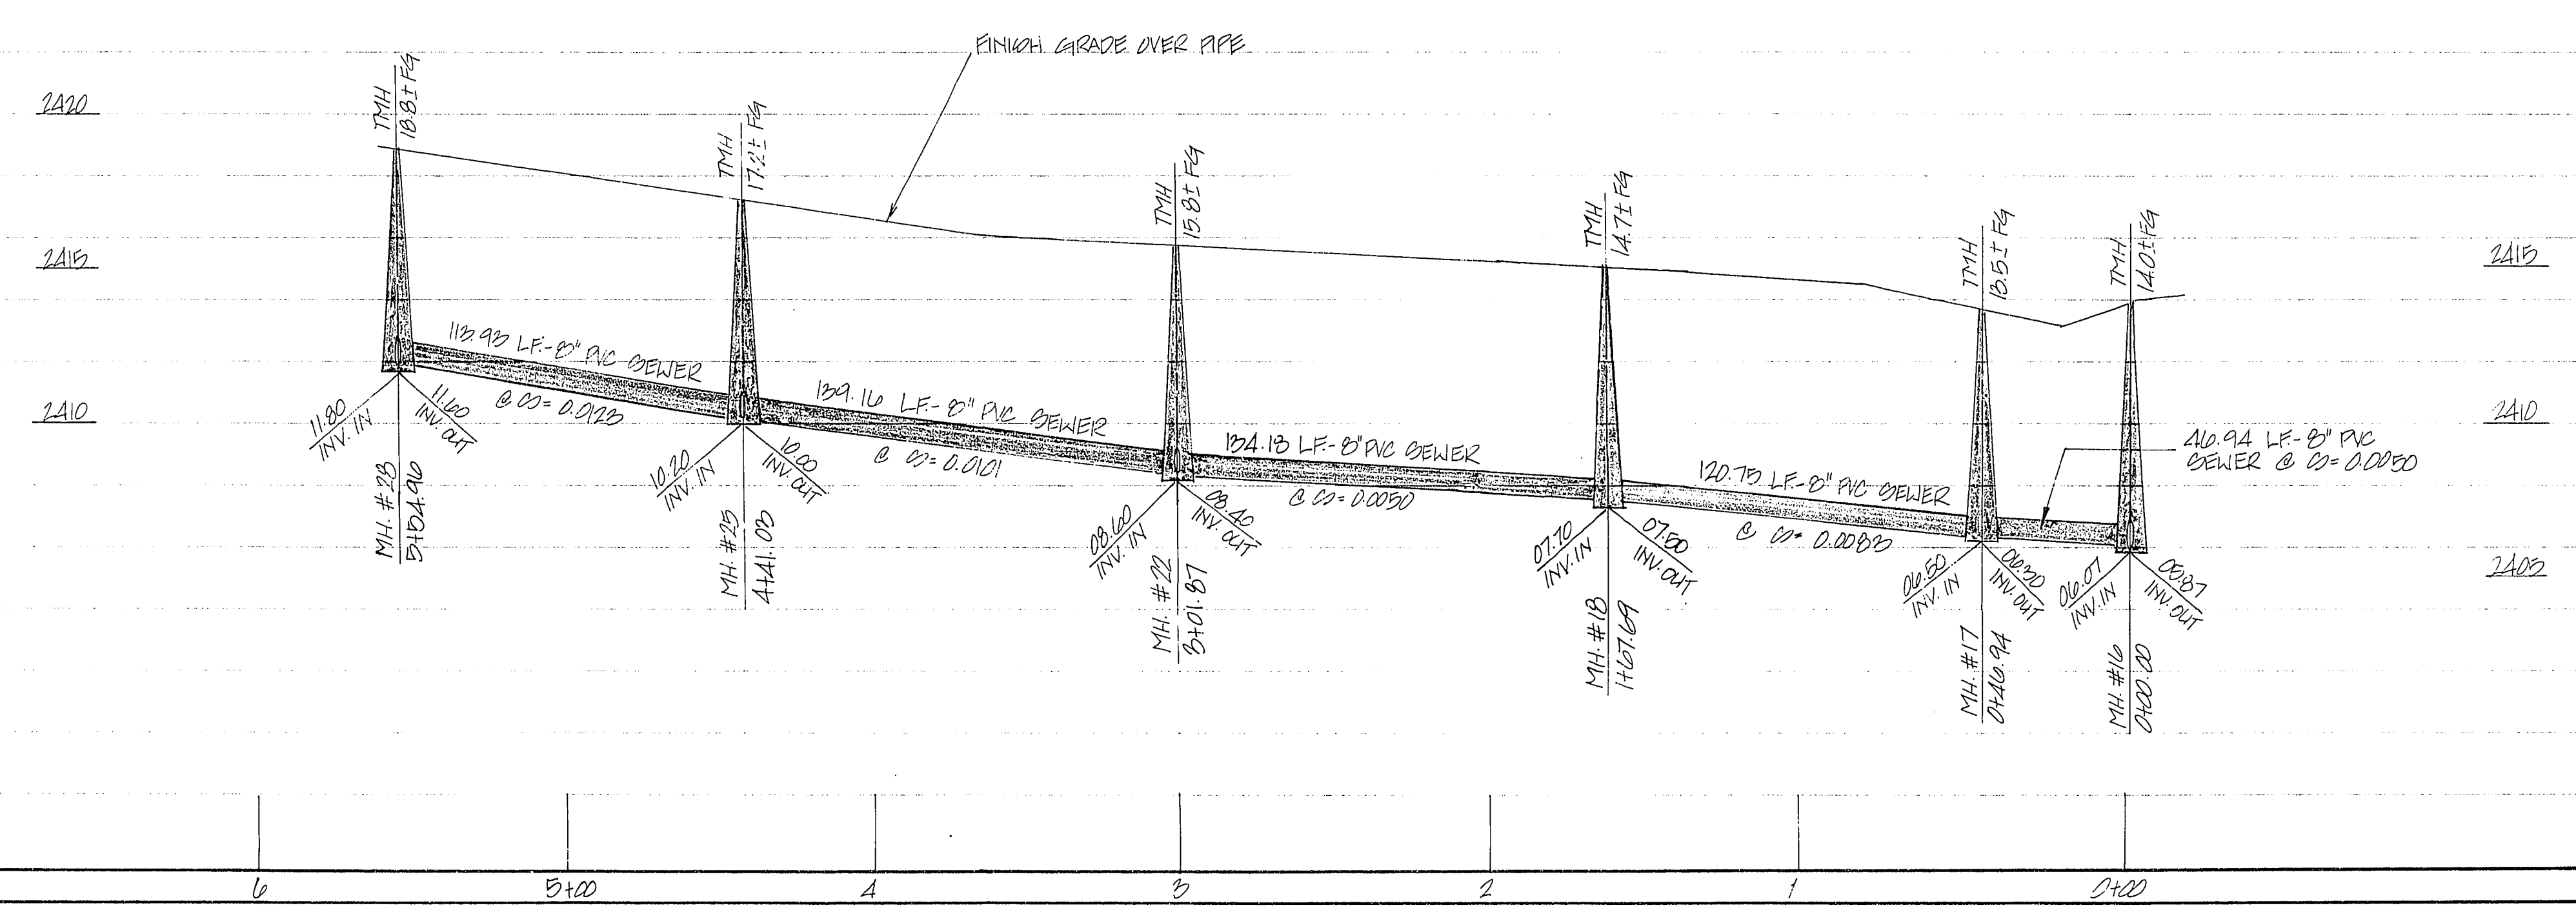 FINISH GRADE OVER PIPE
2420
2415
2410
2415
2410
2405
TMH
18.8± FG
TMH
17.2± FG
TMH
15.8± FG
TMH
14.7± FG
TMH
13.5± FG
TMH
14.0± FG
113.93 LF.-8" PVC SEWER
@ S= 0.0123
139.16 LF.-8" PVC SEWER
@ S= 0.0101
134.18 LF.-8" PVC SEWER
@ S= 0.0050
120.75 LF.-8" PVC SEWER
@ S= 0.0083
46.94 LF.-8" PVC
SEWER @ S= 0.0050
11.80
INV. IN
11.60
INV. OUT
MH. #28
5+54.96
10.20
INV. IN
10.00
INV. OUT
MH. #25
4+41.03
08.60
INV. IN
08.40
INV. OUT
MH. #22
3+01.87
07.70
INV. IN
07.50
INV. OUT
MH. #18
1+67.69
06.50
INV. IN
06.30
INV. OUT
MH. #17
0+46.94
06.07
INV. IN
05.87
INV. OUT
MH. #16
0+00.00
6
5+00
4
3
2
1
0+00